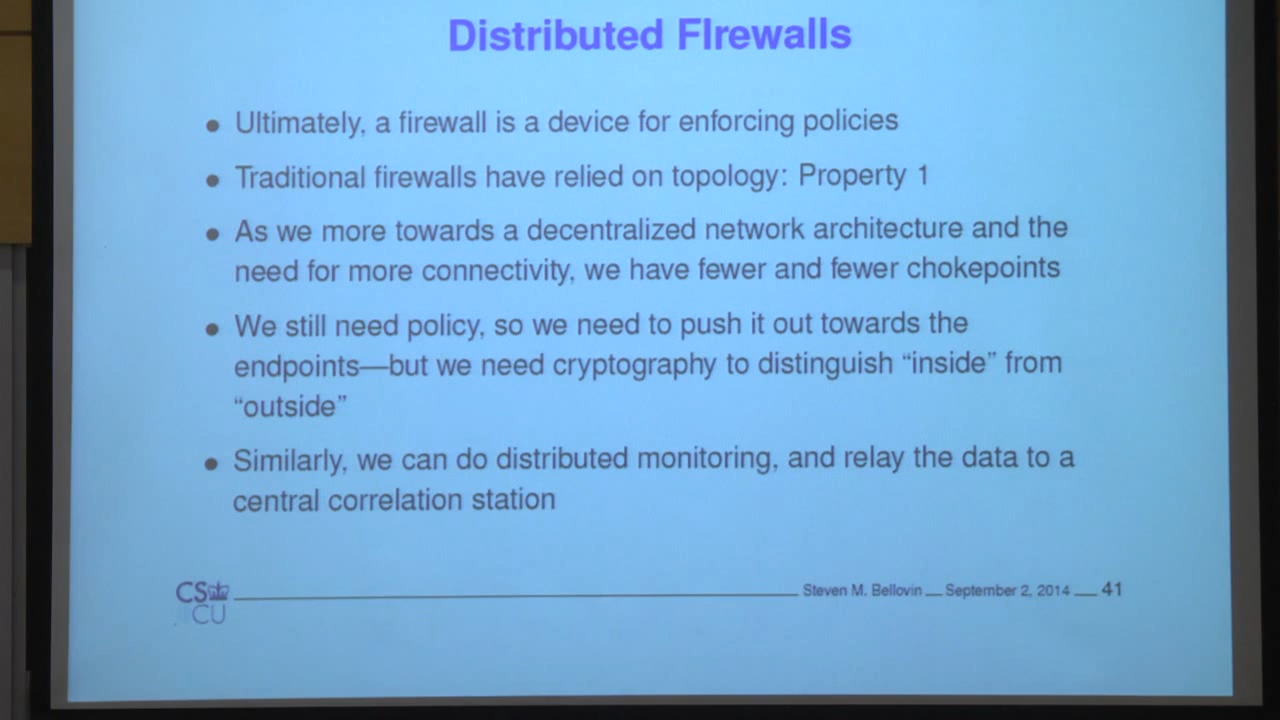 Distributed FIrewalls
• Ultimately, a firewall is a device for enforcing policies
• Traditional firewalls have relied on topology: Property 1
• As we more towards a decentralized network architecture and the
need for more connectivity, we have fewer and fewer chokepoints
• We still need policy, so we need to push it out towards the
endpoints—but we need cryptography to distinguish “inside” from
“outside”
• Similarly, we can do distributed monitoring, and relay the data to a
central correlation station
CS
CU
Steven M. Bellovin __ September 2, 2014 __ 41